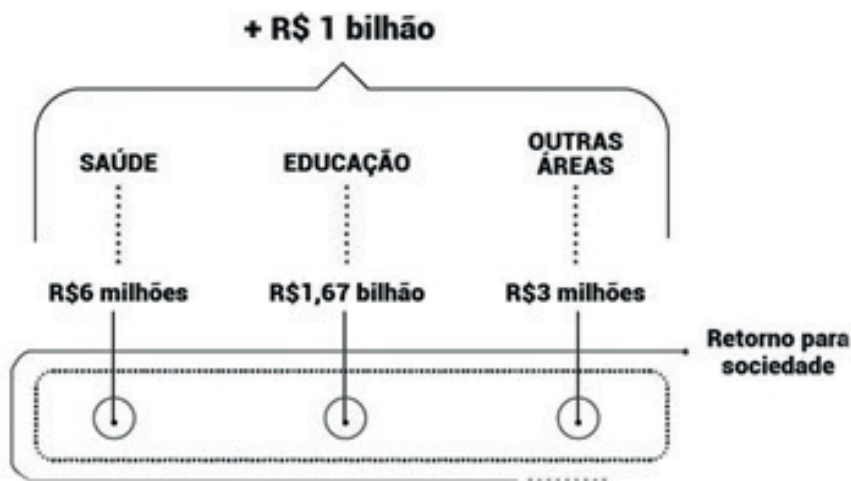 + R$ 1 bilhão
SAÚDE
EDUCAÇÃO
OUTRAS
ÁREAS
R$6 milhões
R$1,67 bilhão
R$3 milhões
Retorno para
sociedade